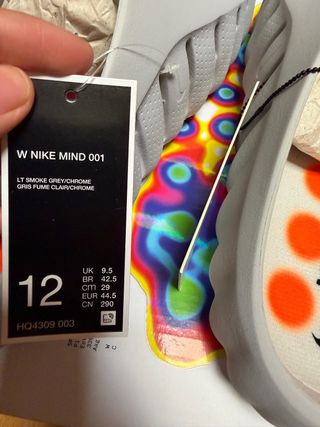 W NIKE MIND 001
LT SMOKE GREY/CHROME
GRIS FUME CLAIR/CHROME
12
UK 9.5
BR 42.5
CM 29
EUR 44.5
CN 290
HQ4309 003